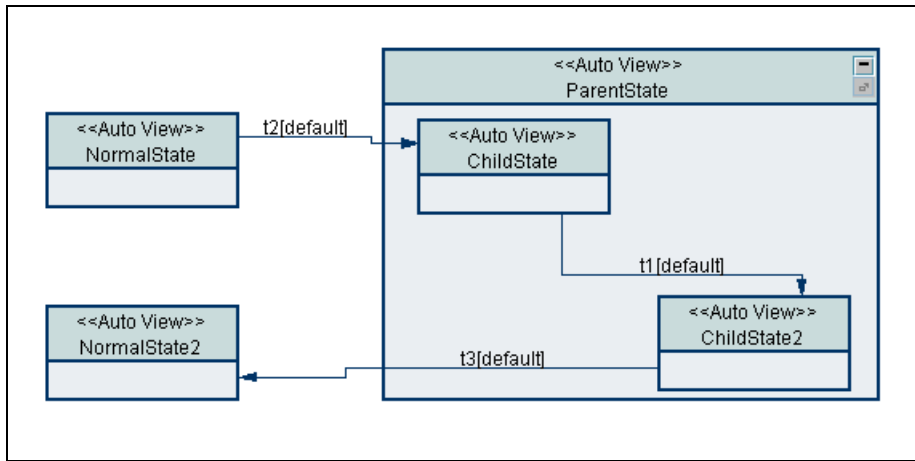 <<Auto View>>
ParentState
<<Auto View>>
NormalState
t2[default]
<<Auto View>>
ChildState
t1[default]
<<Auto View>>
NormalState2
<<Auto View>>
ChildState2
t3[default]